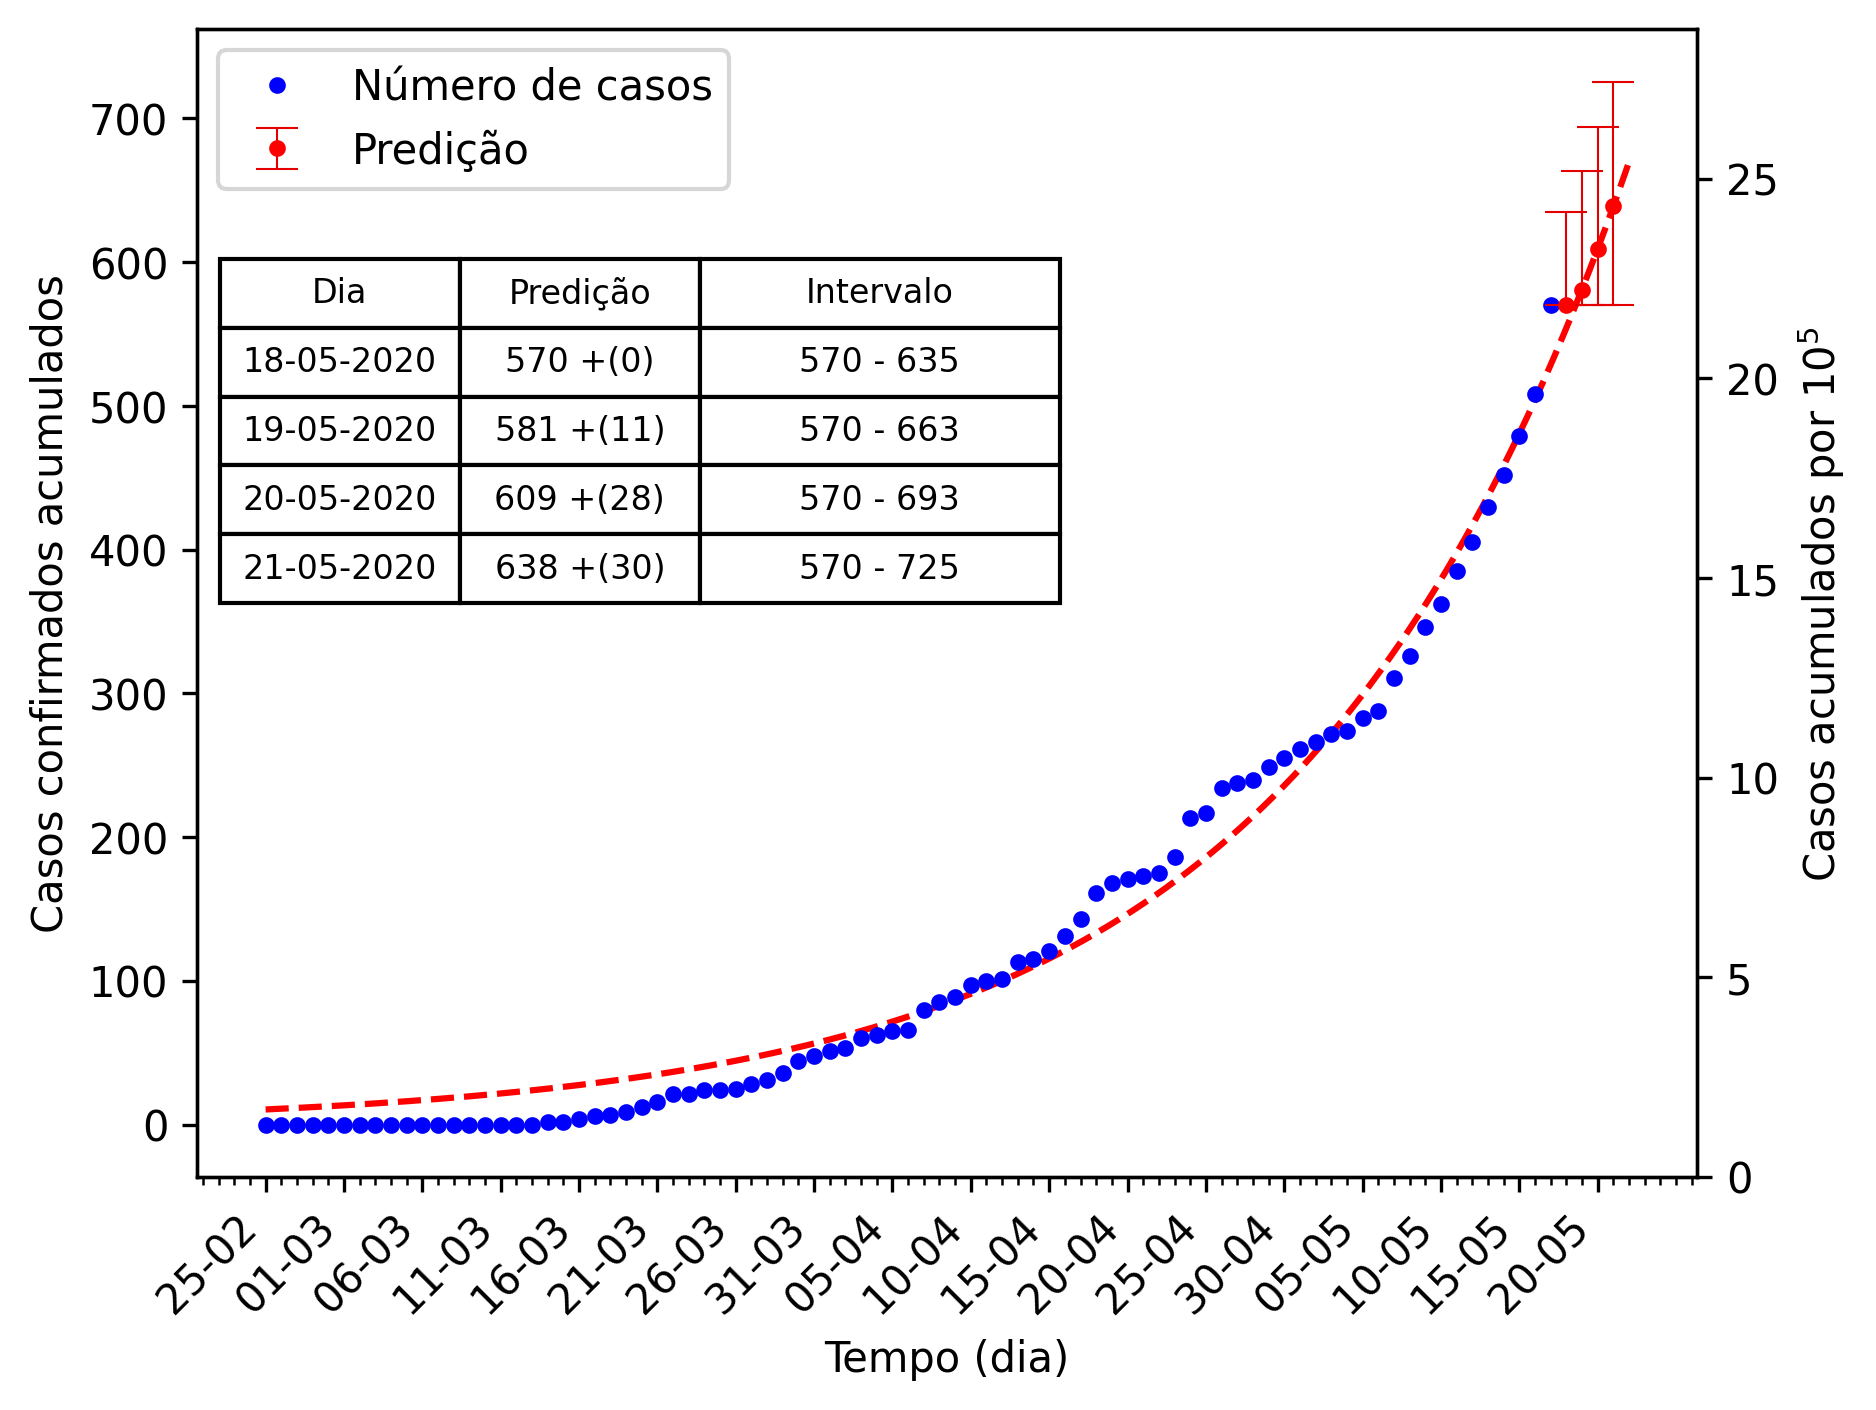 Número de casos
Predição
Dia Predição Intervalo
18-05-2020 570 +(0) 570 - 635
19-05-2020 581 +(11) 570 - 663
20-05-2020 609 +(28) 570 - 693
21-05-2020 638 +(30) 570 - 725
Casos confirmados acumulados
700
600
500
400
300
200
100
0
25
20
15
10
5
0
Casos acumulados por 10⁵
25-02 01-03 06-03 11-03 16-03 21-03 26-03 31-03 05-04 10-04 15-04 20-04 25-04 30-04 05-05 10-05 15-05 20-05
Tempo (dia)